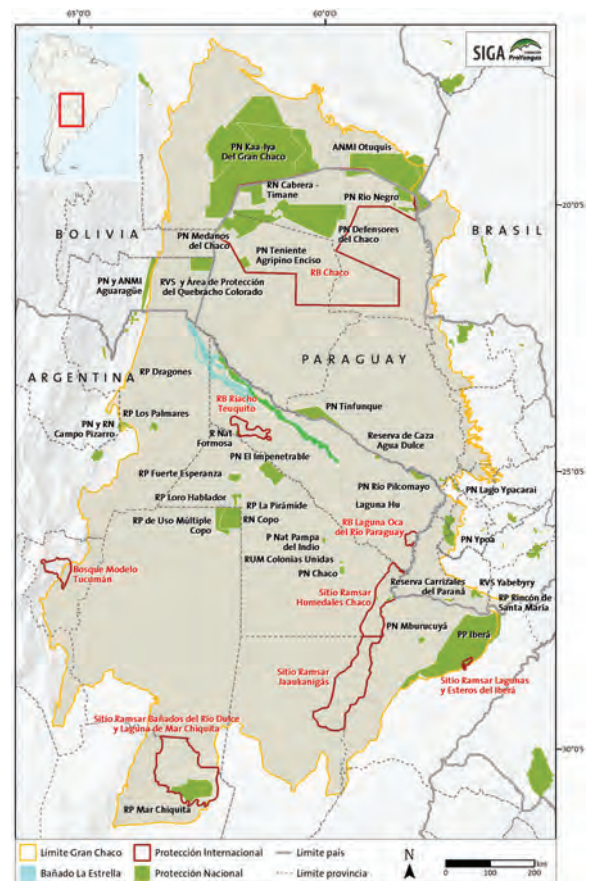 65°0'O
60°0'O
SIGA
FUNDACIÓN
ProYungas
PN Kaa-Iya
Del Gran Chaco
ANMI Otuquis
RN Cabrera -
Timane
PN Rio Negro
20°0'S
BOLIVIA
BRASIL
PN Medanos
del Chaco
PN Defensores
del Chaco
PN Teniente
Agripino Enciso
RB Chaco
PN y ANMI
Aguaragüe
RVS y Área de Protección
del Quebracho Colorado
PARAGUAY
ARGENTINA
RP Dragones
RB Riacho
Teuquito
PN Tinfunque
RP Los Palmares
PN y RN
Campo Pizarro
R Nat
Formosa
Reserva de Caza
Agua Dulce
PN El Impenetrable
25°0'S
RP Fuerte Esperanza
PN Río Pilcomayo
PN Lago Ypacarai
RP Loro Hablador
RP La Pirámide
Laguna Hu
RP de Uso Múltiple
Copo
RN Copo
RB Laguna Oca
del Río Paraguay
P Nat Pampa
del Indio
PN Ypoá
RUM Colonias Unidas
Bosque Modelo
Tucumán
PN Chaco
Sitio Ramsar
Humedales Chaco
Reserva Carrizales
del Paraná
RVS Yabebyry
RP Rincón de
Santa María
PN Mburucuyá
PP Iberá
Sitio Ramsar
Jaaukanigás
Sitio Ramsar Lagunas
y Esteros del Iberá
Sitio Ramsar Bañados del Río Dulce
y Laguna de Mar Chiquita
30°0'S
RP Mar Chiquita
Límite Gran Chaco
Protección Internacional
Limite país
N
km
Bañado La Estrella
Protección Nacional
Limite provincia
0
100
200